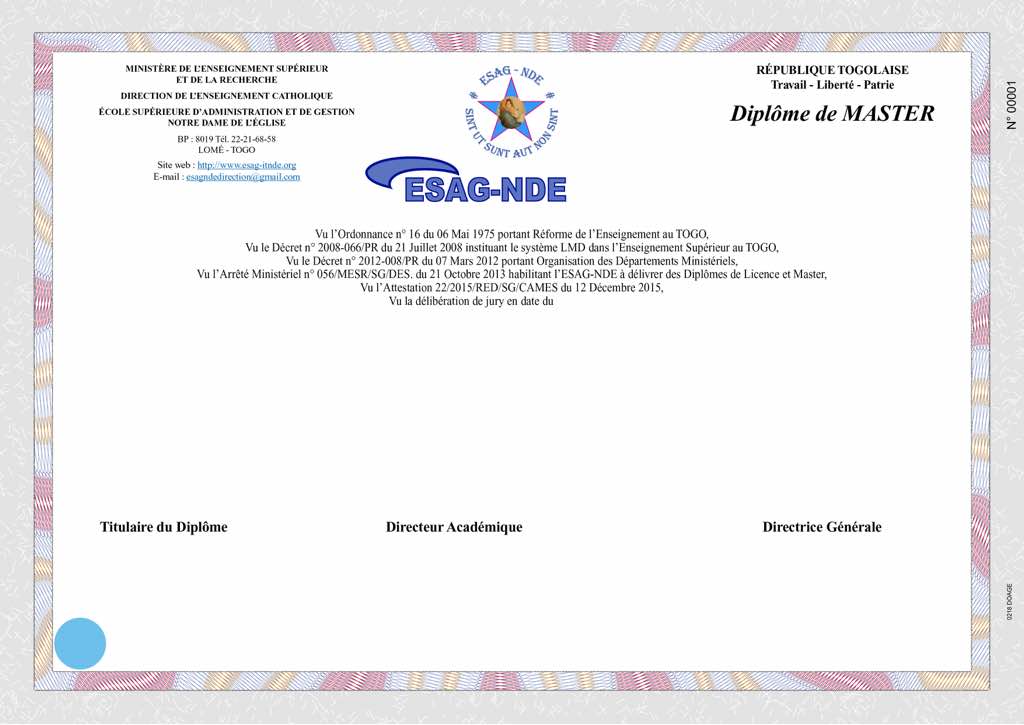 MINISTÈRE DE L'ENSEIGNEMENT SUPÉRIEUR
ET DE LA RECHERCHE
DIRECTION DE L'ENSEIGNEMENT CATHOLIQUE
ÉCOLE SUPÉRIEURE D'ADMINISTRATION ET DE GESTION
NOTRE DAME DE L'ÉGLISE
BP : 8019 Tél. 22-21-68-58
LOMÉ - TOGO
Site web : http://www.esag-itnde.org
E-mail : esagndedirection@gmail.com
ESAG - NDE
SINT UT SUNT AUT NON SINT
ESAG-NDE
RÉPUBLIQUE TOGOLAISE
Travail - Liberté - Patrie
Diplôme de MASTER
N° 00001
Vu l'Ordonnance n° 16 du 06 Mai 1975 portant Réforme de l'Enseignement au TOGO,
Vu le Décret n° 2008-066/PR du 21 Juillet 2008 instituant le système LMD dans l'Enseignement Supérieur au TOGO,
Vu le Décret n° 2012-008/PR du 07 Mars 2012 portant Organisation des Départements Ministériels,
Vu l'Arrêté Ministériel n° 056/MESR/SG/DES. du 21 Octobre 2013 habilitant l'ESAG-NDE à délivrer des Diplômes de Licence et Master,
Vu l'Attestation 22/2015/RED/SG/CAMES du 12 Décembre 2015,
Vu la délibération de jury en date du
Titulaire du Diplôme
Directeur Académique
Directrice Générale
0218 DOAGE